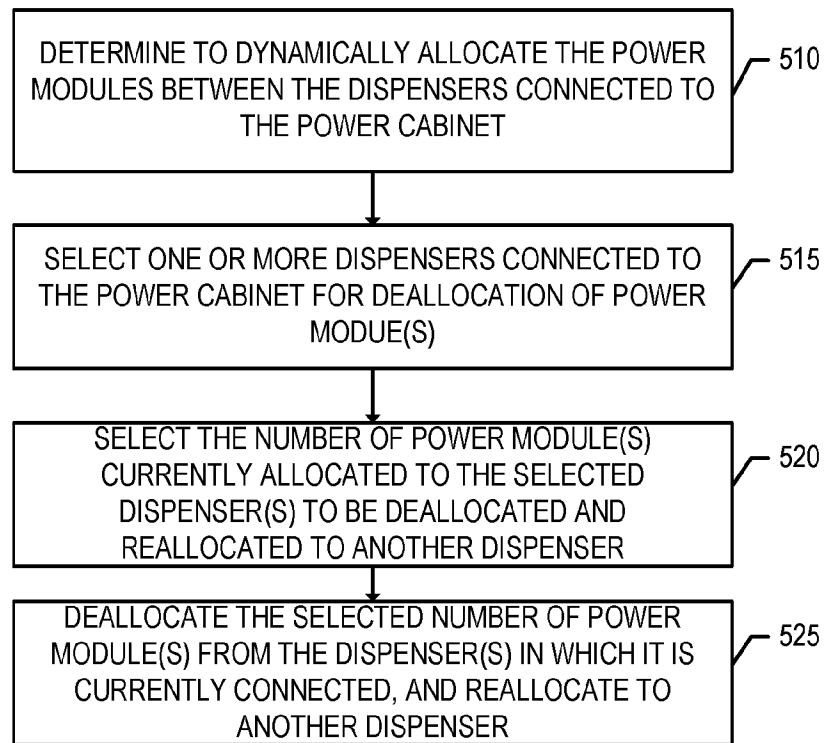 DETERMINE TO DYNAMICALLY ALLOCATE THE POWER
MODULES BETWEEN THE DISPENSERS CONNECTED TO
THE POWER CABINET
510
SELECT ONE OR MORE DISPENSERS CONNECTED TO
THE POWER CABINET FOR DEALLOCATION OF POWER
MODUE(S)
515
SELECT THE NUMBER OF POWER MODULE(S)
CURRENTLY ALLOCATED TO THE SELECTED
DISPENSER(S) TO BE DEALLOCATED AND
REALLOCATED TO ANOTHER DISPENSER
520
DEALLOCATE THE SELECTED NUMBER OF POWER
MODULE(S) FROM THE DISPENSER(S) IN WHICH IT IS
CURRENTLY CONNECTED, AND REALLOCATE TO
ANOTHER DISPENSER
525